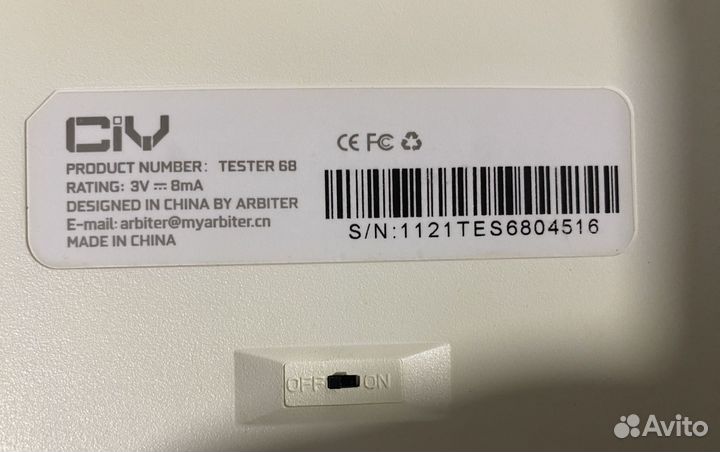 CiY
PRODUCT NUMBER: TESTER 68
RATING: 3V ⎓ 8mA
DESIGNED IN CHINA BY ARBITER
E-mail: arbiter@myarbiter.cn
MADE IN CHINA
CE FC
S/N:1121TES6804516
OFF ON
Avito